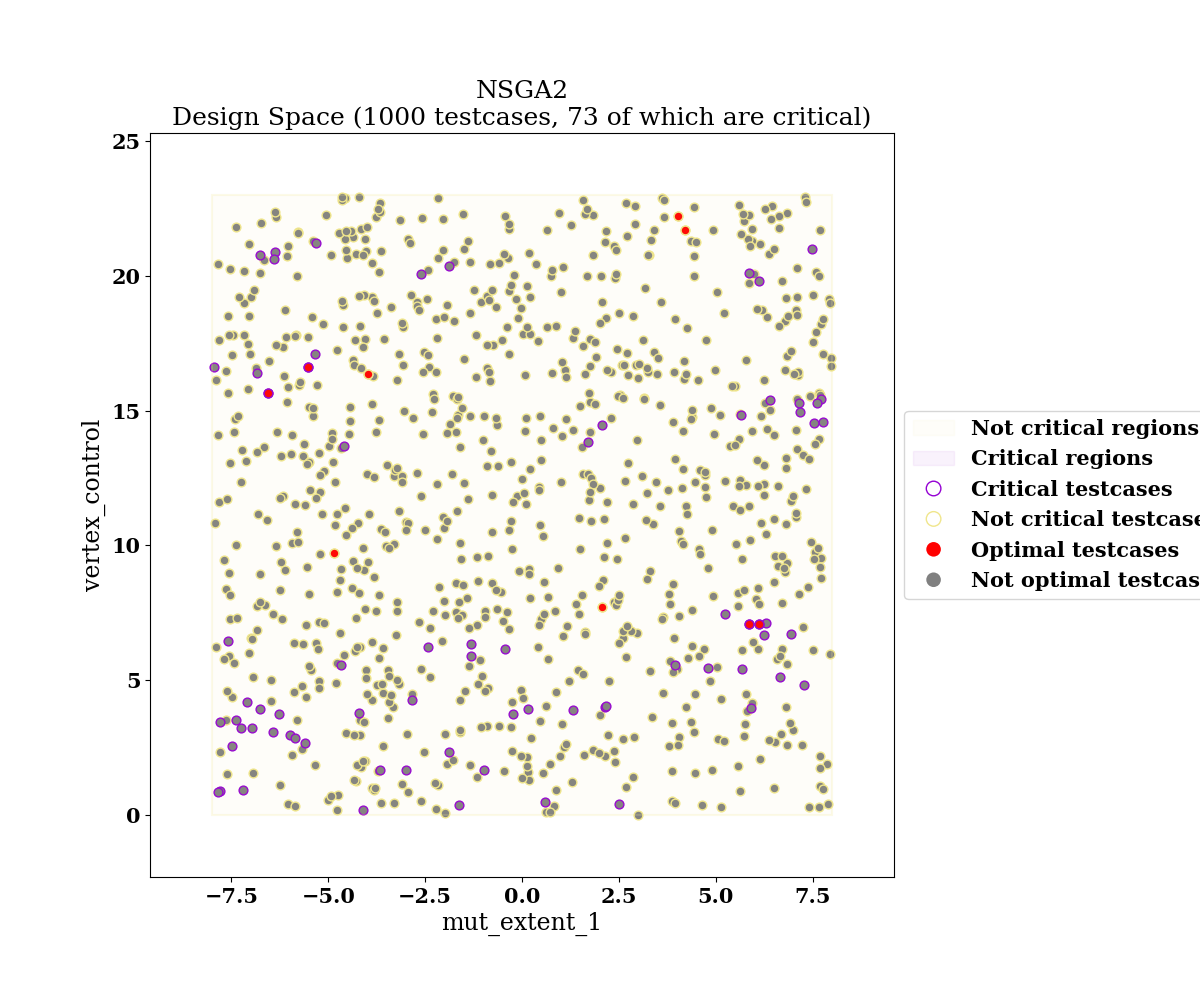 NSGA2
Design Space (1000 testcases, 73 of which are critical)
25
20
15
10
5
0
vertex_control
−7.5 −5.0 −2.5 0.0 2.5 5.0 7.5
mut_extent_1
Not critical regions
Critical regions
Critical testcases
Not critical testcase
Optimal testcases
Not optimal testcas